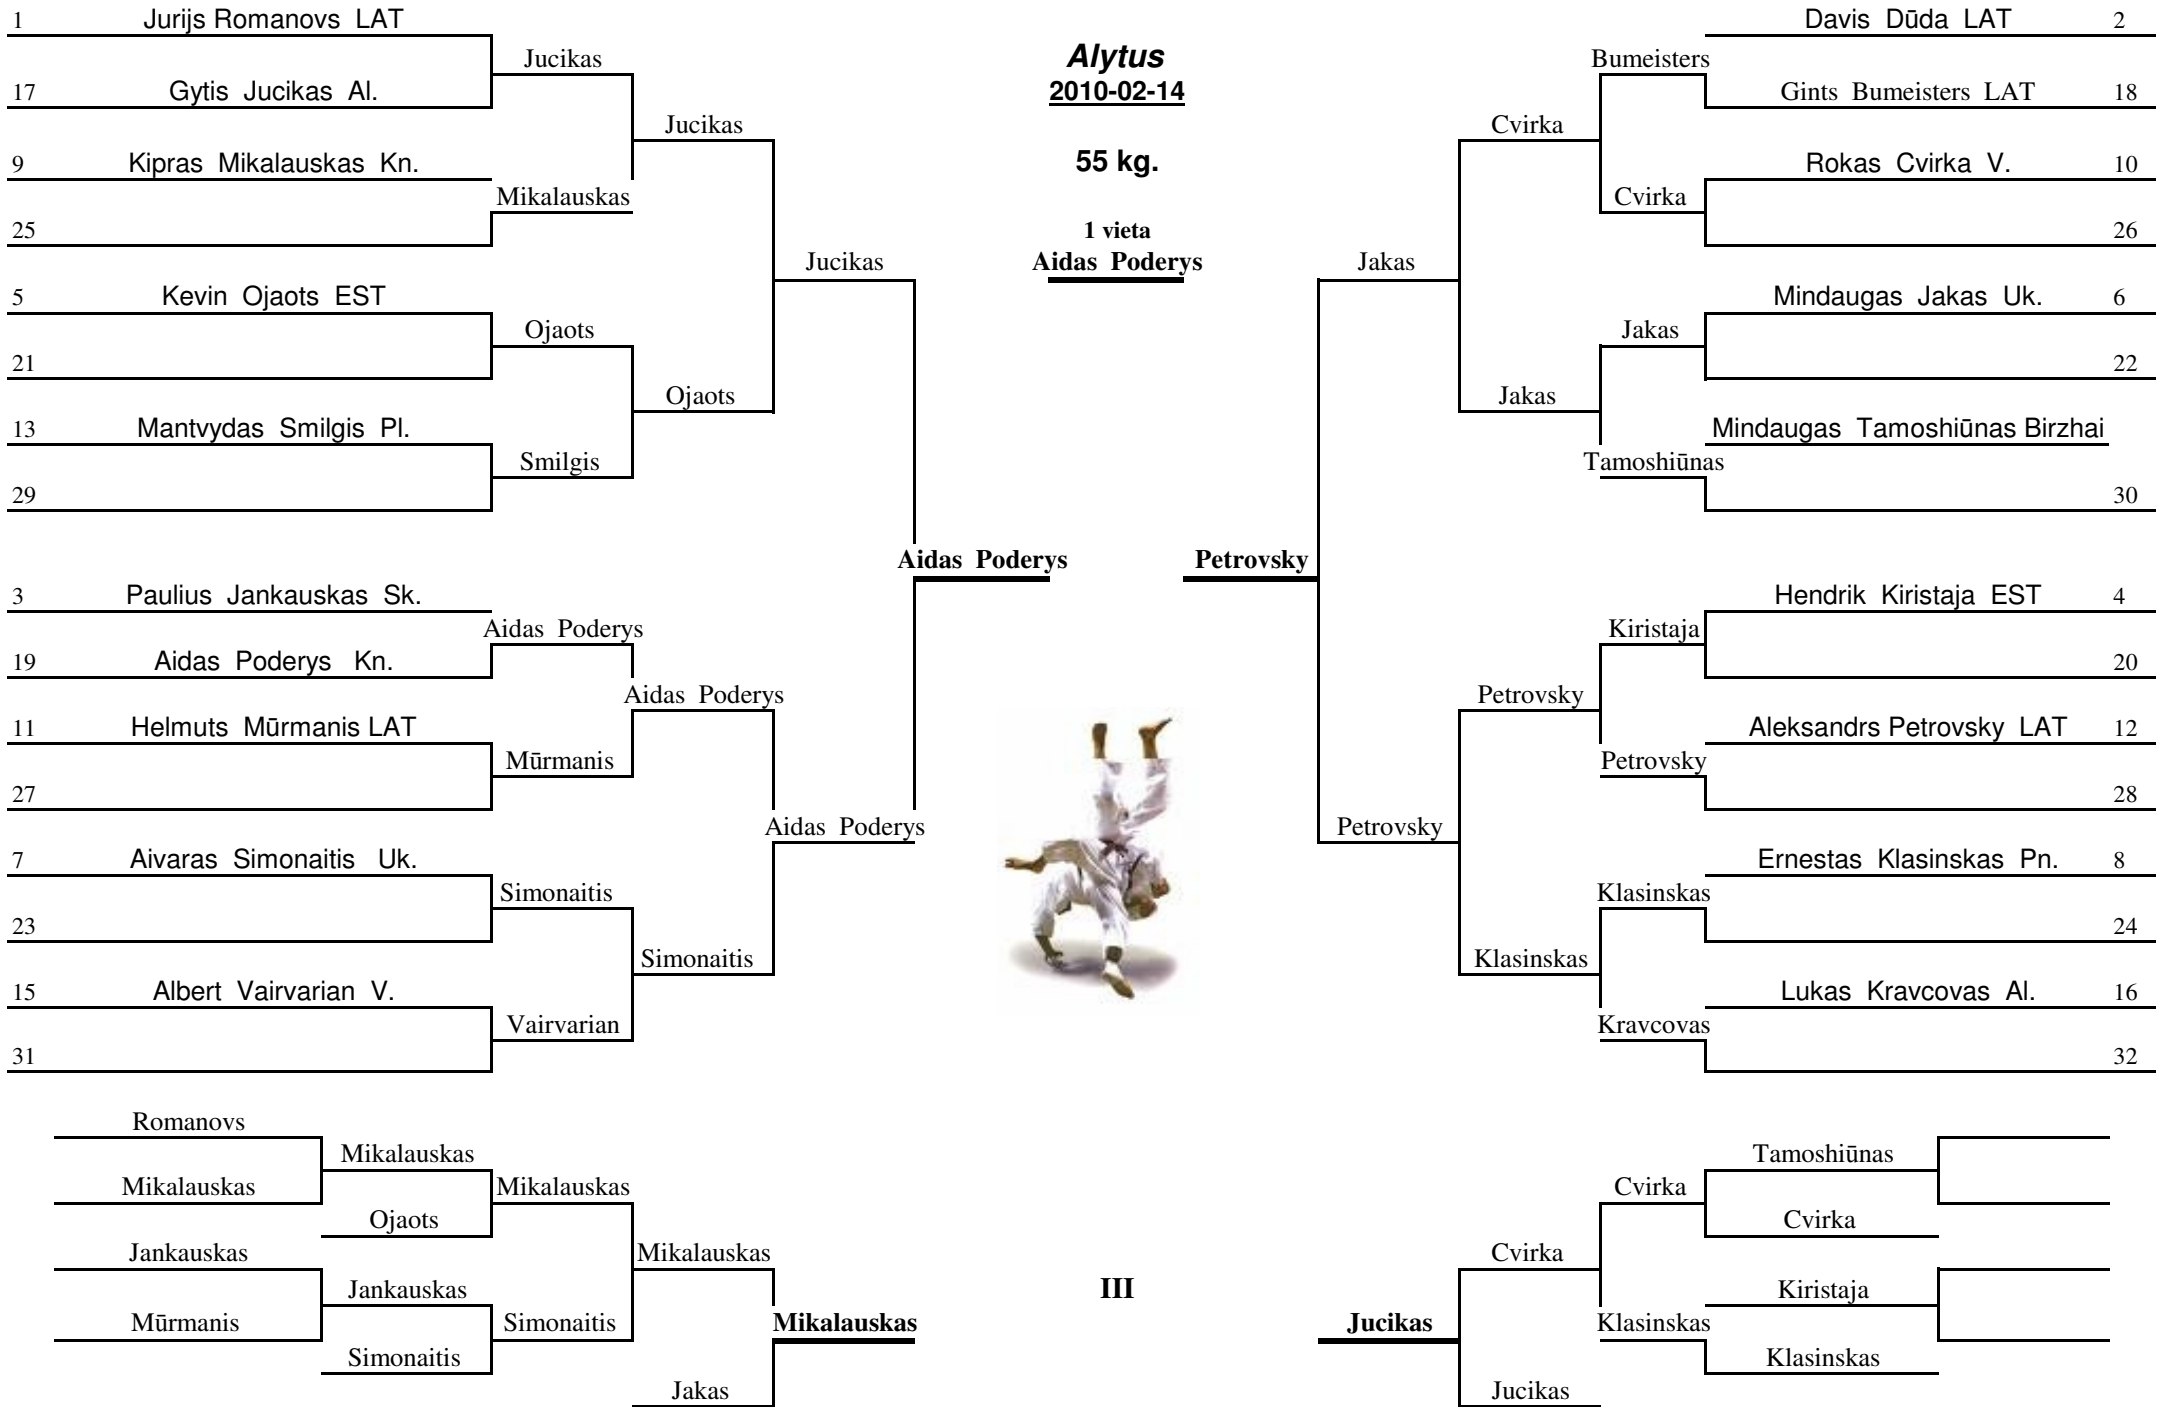 1 Jurijs Romanovs LAT
17 Gytis Jucikas Al.
9 Kipras Mikalauskas Kn.
25
5 Kevin Ojaots EST
21
13 Mantvydas Smilgis Pl.
29
3 Paulius Jankauskas Sk.
19 Aidas Poderys Kn.
11 Helmuts Mūrmanis LAT
27
7 Aivaras Simonaitis Uk.
23
15 Albert Vairvarian V.
31
Jucikas
Mikalauskas
Ojaots
Smilgis
Aidas Poderys
Mūrmanis
Simonaitis
Vairvarian
Jucikas
Ojaots
Aidas Poderys
Simonaitis
Jucikas
Aidas Poderys
Aidas Poderys
Alytus
2010-02-14
55 kg.
1 vieta
Aidas Poderys
Petrovsky
Jakas
Petrovsky
Cvirka
Jakas
Petrovsky
Klasinskas
Bumeisters
Cvirka
Jakas
Tamoshiūnas
Kiristaja
Petrovsky
Klasinskas
Kravcovas
Davis Dūda LAT 2
Gints Bumeisters LAT 18
Rokas Cvirka V. 10
26
Mindaugas Jakas Uk. 6
22
Mindaugas Tamoshiūnas Birzhai
30
Hendrik Kiristaja EST 4
20
Aleksandrs Petrovsky LAT 12
28
Ernestas Klasinskas Pn. 8
24
Lukas Kravcovas Al. 16
32
Romanovs
Mikalauskas
Jankauskas
Mūrmanis
Mikalauskas
Ojaots
Jankauskas
Simonaitis
Mikalauskas
Simonaitis
Mikalauskas
Jakas
Mikalauskas
III
Jucikas
Cvirka
Jucikas
Cvirka
Klasinskas
Tamoshiūnas
Cvirka
Kiristaja
Klasinskas